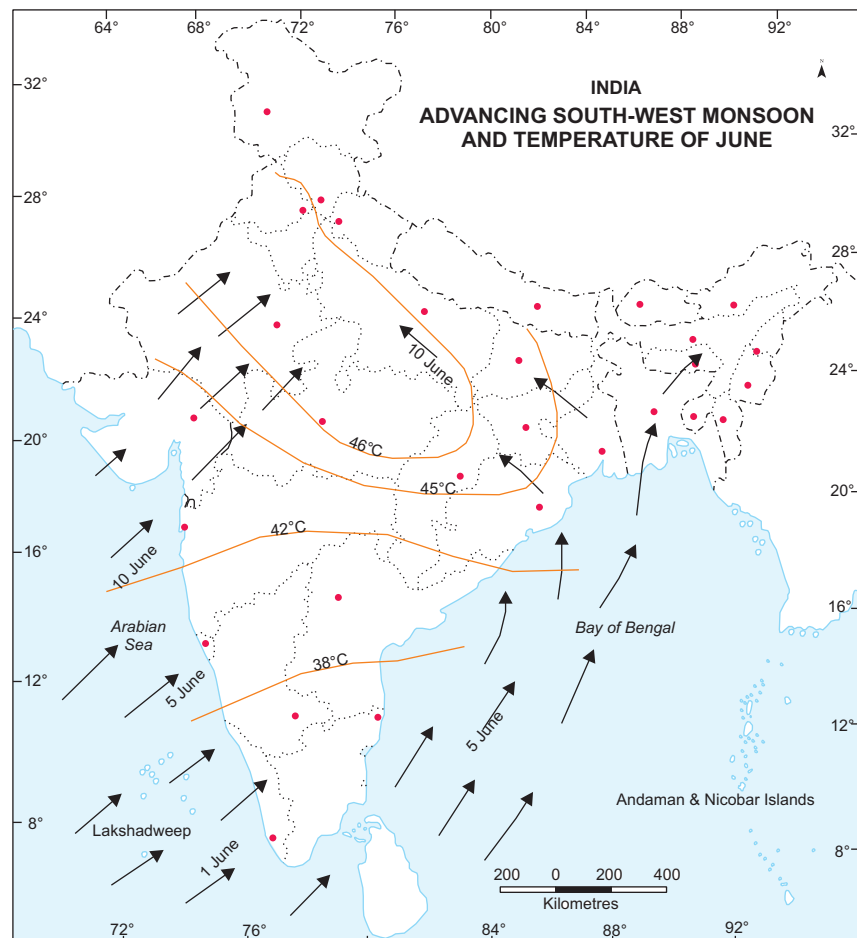 64° 68° 72° 76° 80° 84° 88° 92°
N
32°
INDIA
ADVANCING SOUTH-WEST MONSOON
AND TEMPERATURE OF JUNE
32°
28°
28°
24°
24°
10 June
20°
46°C
45°C
20°
42°C
16°
10 June
16°
Arabian
Sea
Bay of Bengal
38°C
12°
5 June
5 June
12°
Andaman & Nicobar Islands
8°
Lakshadweep
1 June
8°
200 0 200 400
Kilometres
72° 76° 84° 88° 92°